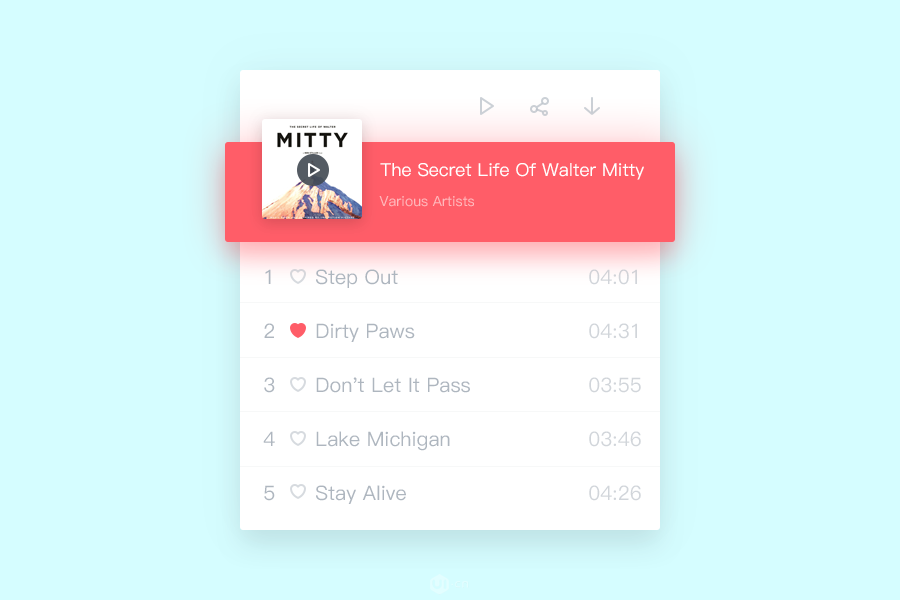 THE SECRET LIFE OF WALTER
MITTY
The Secret Life Of Walter Mitty
Various Artists
1 Step Out 04:01
2 Dirty Paws 04:31
3 Don’t Let It Pass 03:55
4 Lake Michigan 03:46
5 Stay Alive 04:26